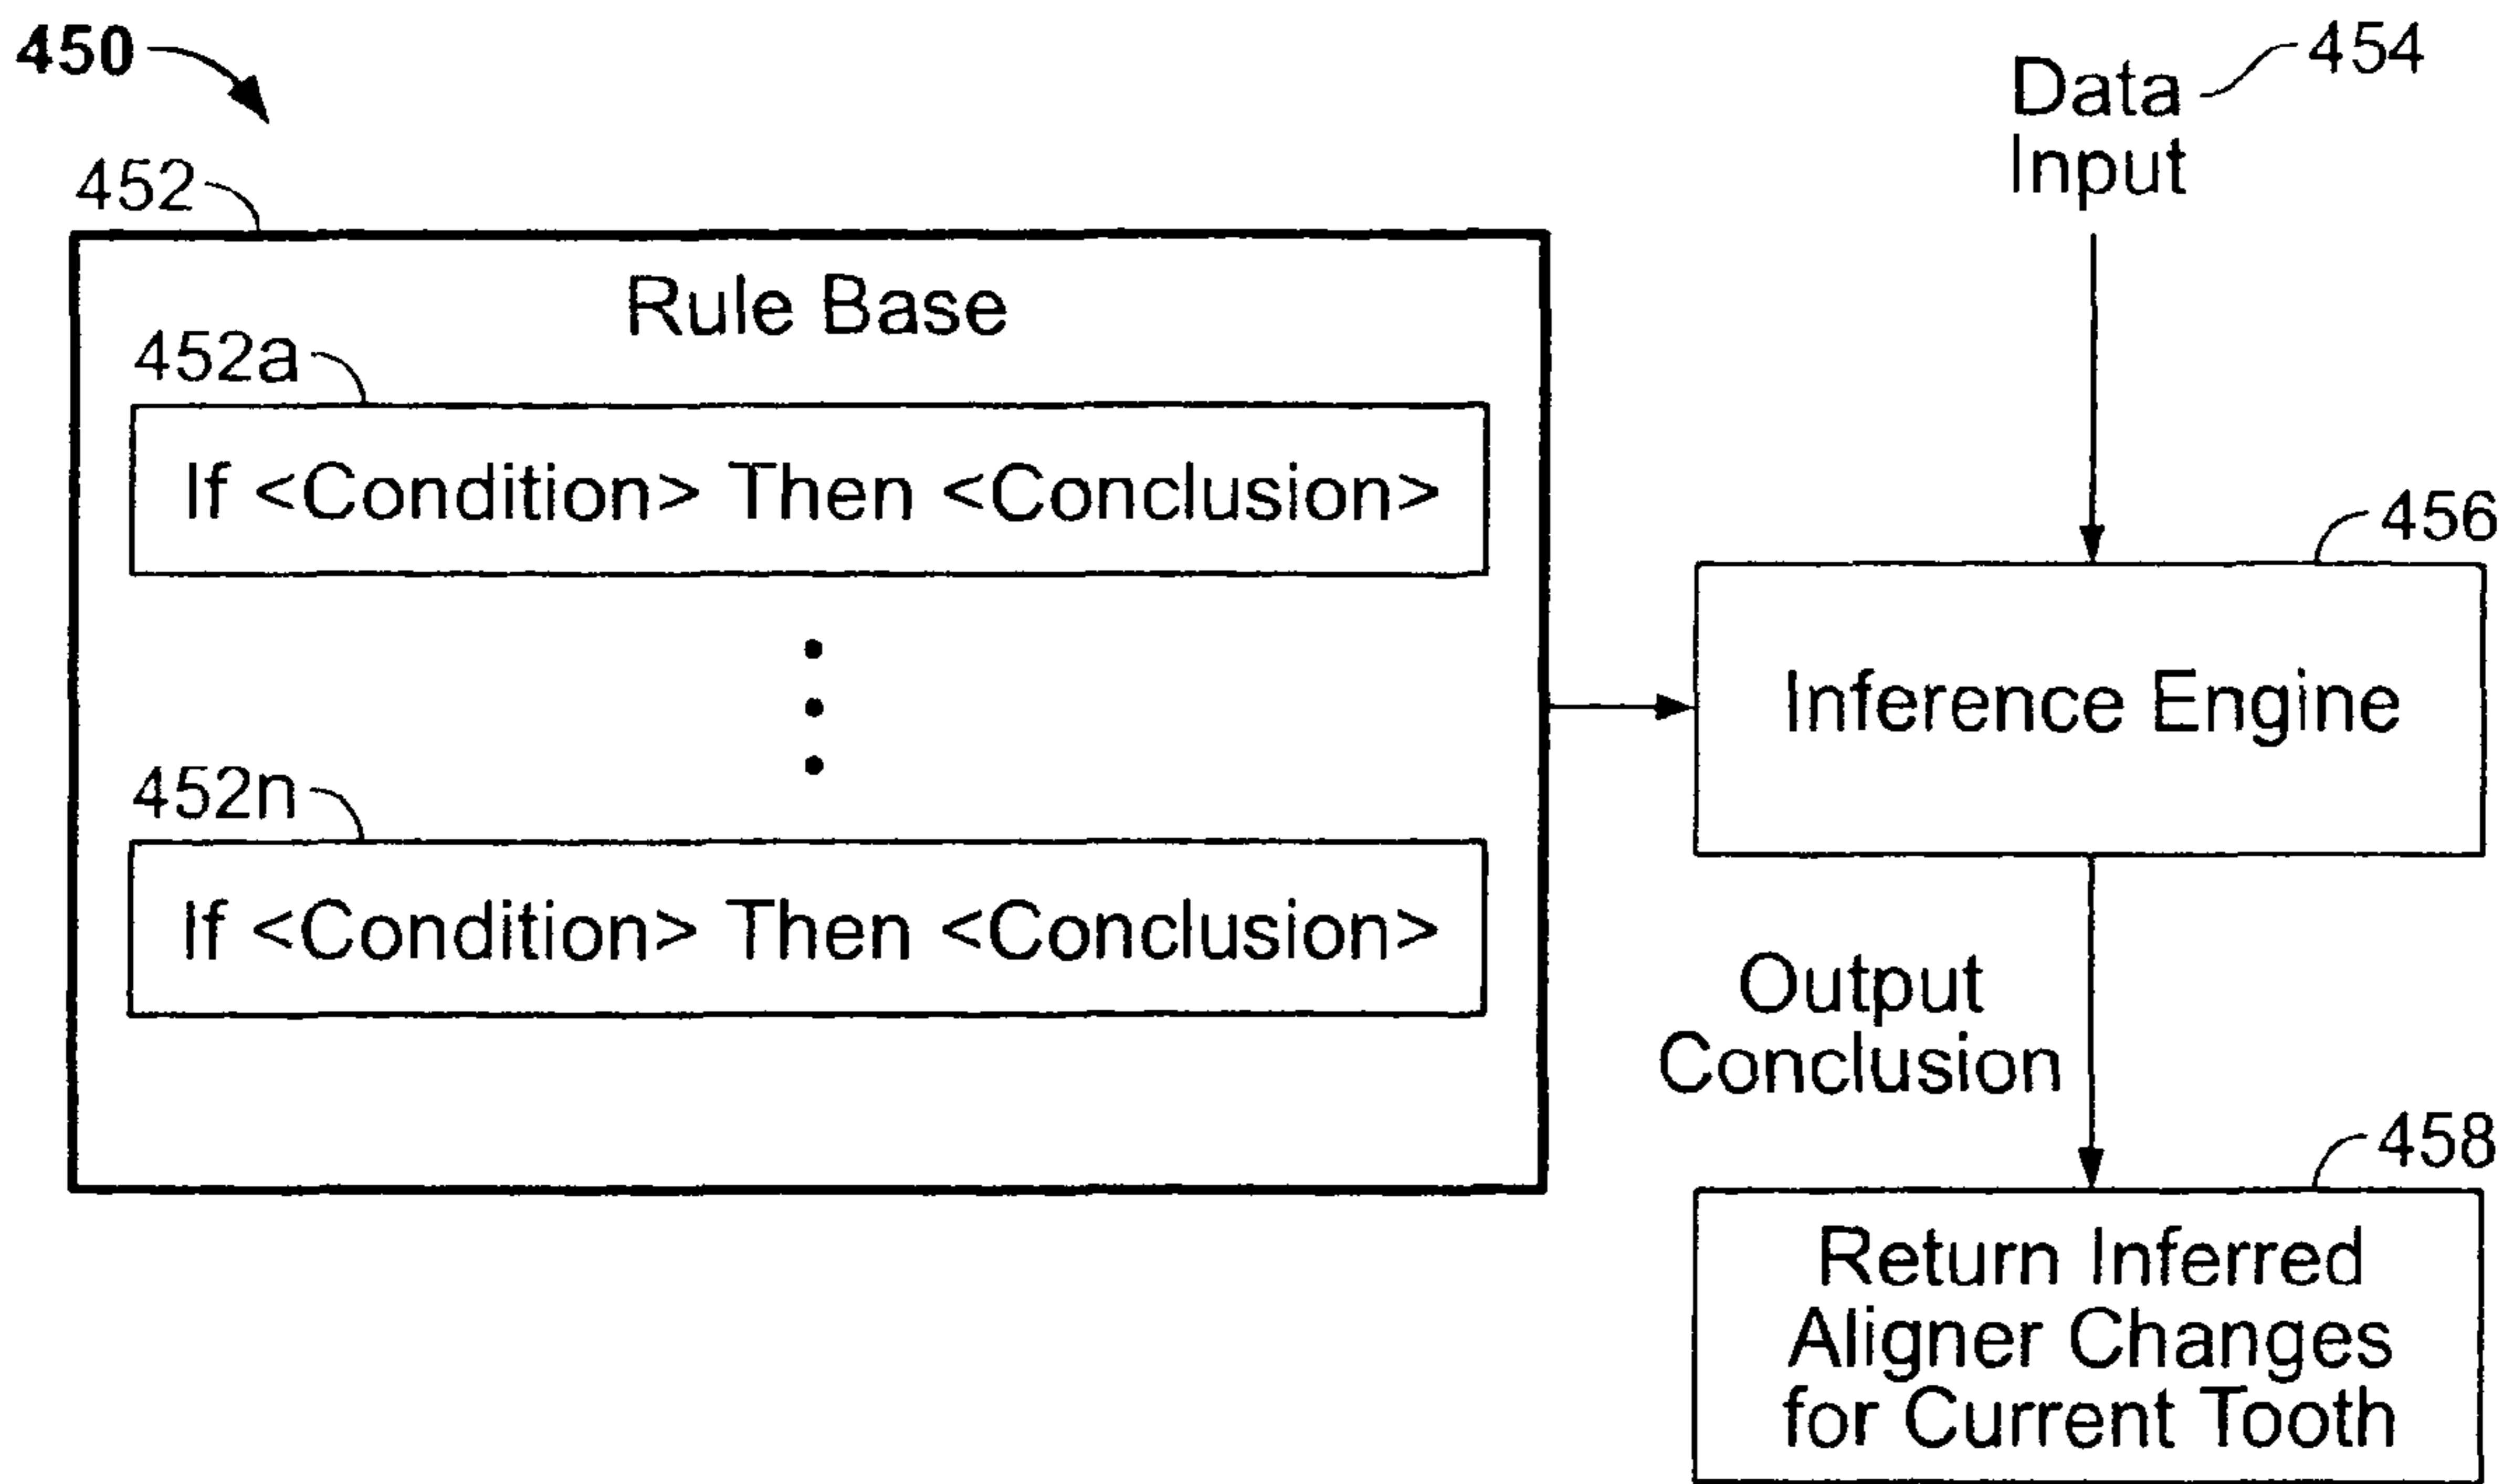 450
454
Data
Input
452
Rule Base
452a
If <Condition> Then <Conclusion>
456
Inference Engine
452n
If <Condition> Then <Conclusion>
Output
Conclusion
458
Return Inferred
Aligner Changes
for Current Tooth